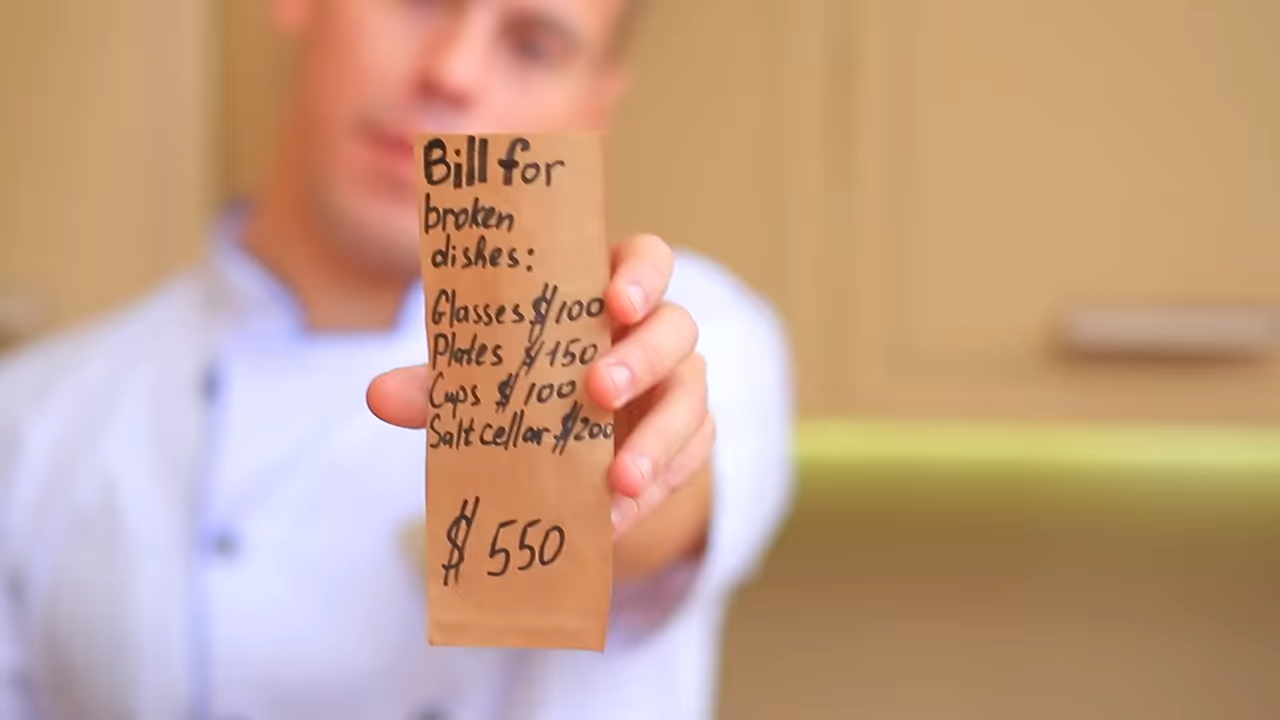 Bill for
broken
dishes:
Glasses $100
Plates $150
Cups $100
Salt cellar $200
$550